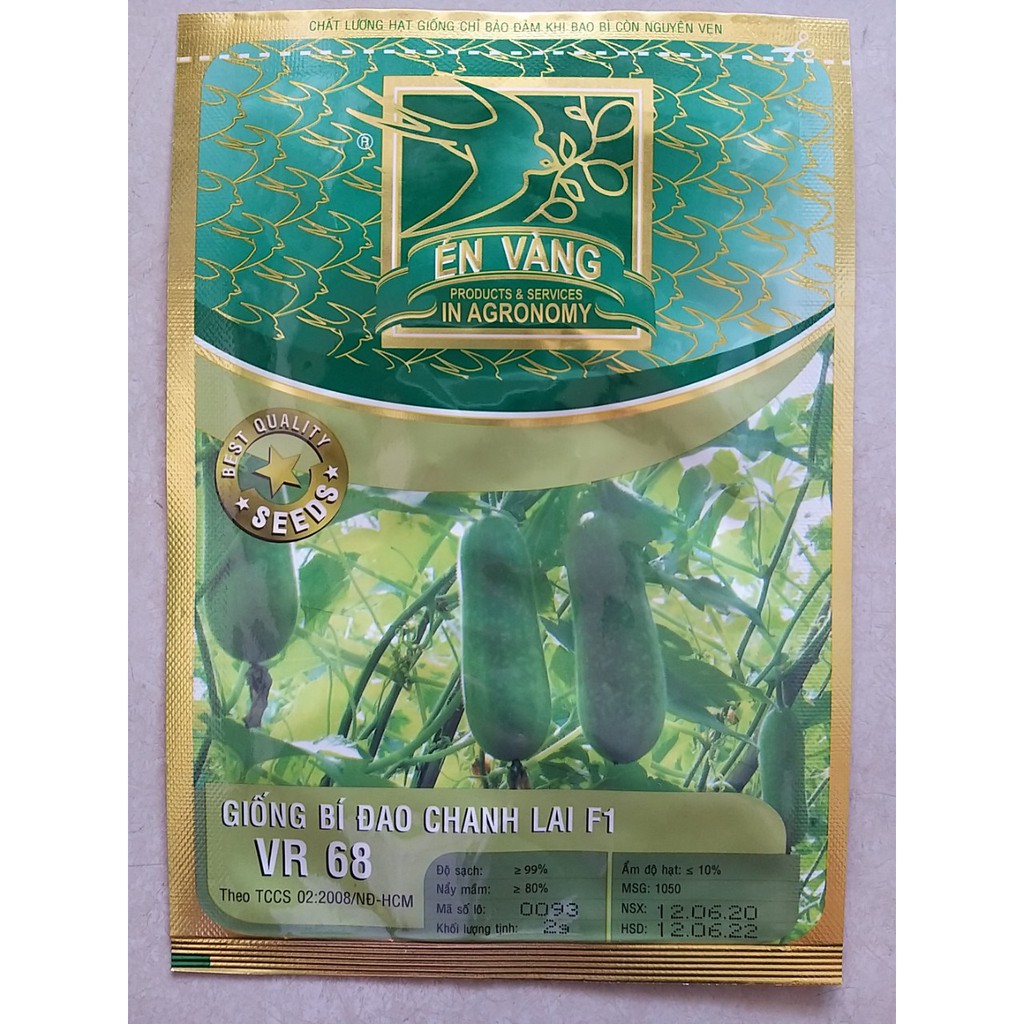 CHẤT LƯỢNG HẠT GIỐNG CHỈ BẢO ĐẢM KHI BAO BÌ CÒN NGUYÊN VẸN
®
ÉN VÀNG
PRODUCTS & SERVICES
IN AGRONOMY
BEST QUALITY
SEEDS
GIỐNG BÍ ĐAO CHANH LAI F1
VR 68
Theo TCCS 02:2008/NĐ-HCM
Độ sạch: ≥ 99%
Nẩy mầm: ≥ 80%
Mã số lô: 0093
Khối lượng tịnh: 2g
Ẩm độ hạt: ≤ 10%
MSG: 1050
NSX: 12.06.20
HSD: 12.06.22